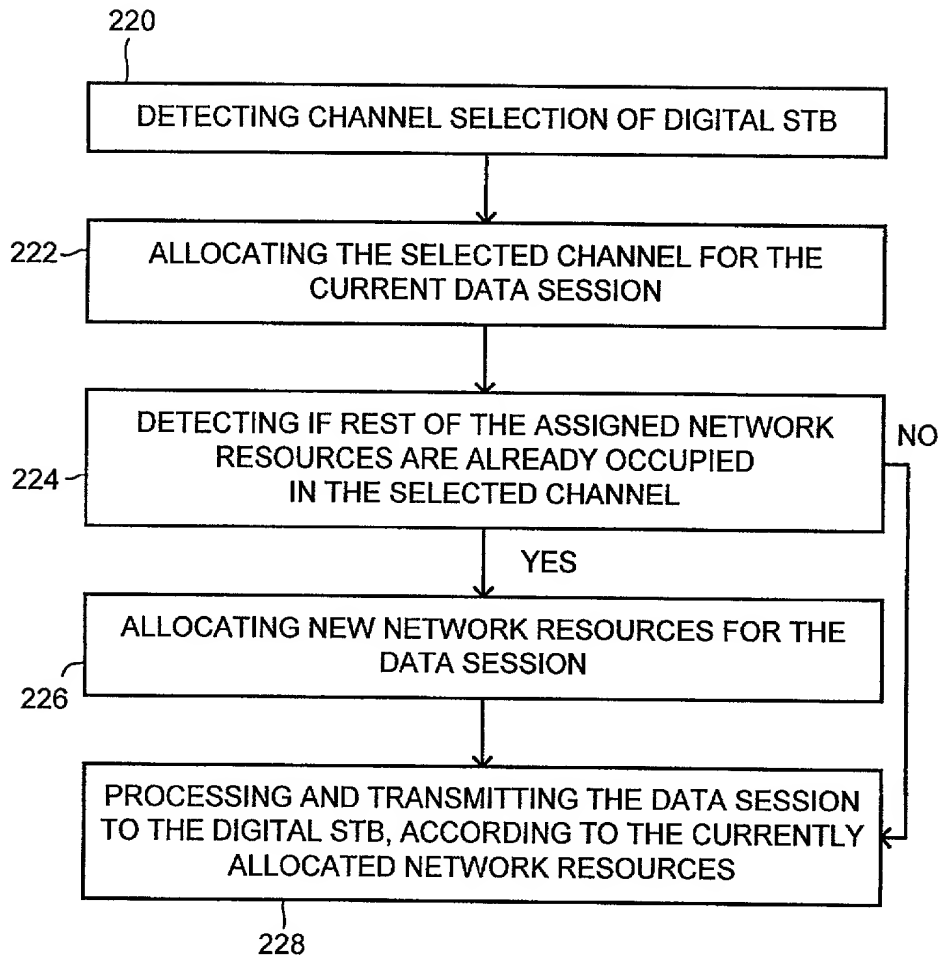 220
DETECTING CHANNEL SELECTION OF DIGITAL STB
222
ALLOCATING THE SELECTED CHANNEL FOR THE
CURRENT DATA SESSION
224
DETECTING IF REST OF THE ASSIGNED NETWORK
RESOURCES ARE ALREADY OCCUPIED
IN THE SELECTED CHANNEL
NO
YES
226
ALLOCATING NEW NETWORK RESOURCES FOR THE
DATA SESSION
PROCESSING AND TRANSMITTING THE DATA SESSION
TO THE DIGITAL STB, ACCORDING TO THE CURRENTLY
ALLOCATED NETWORK RESOURCES
228